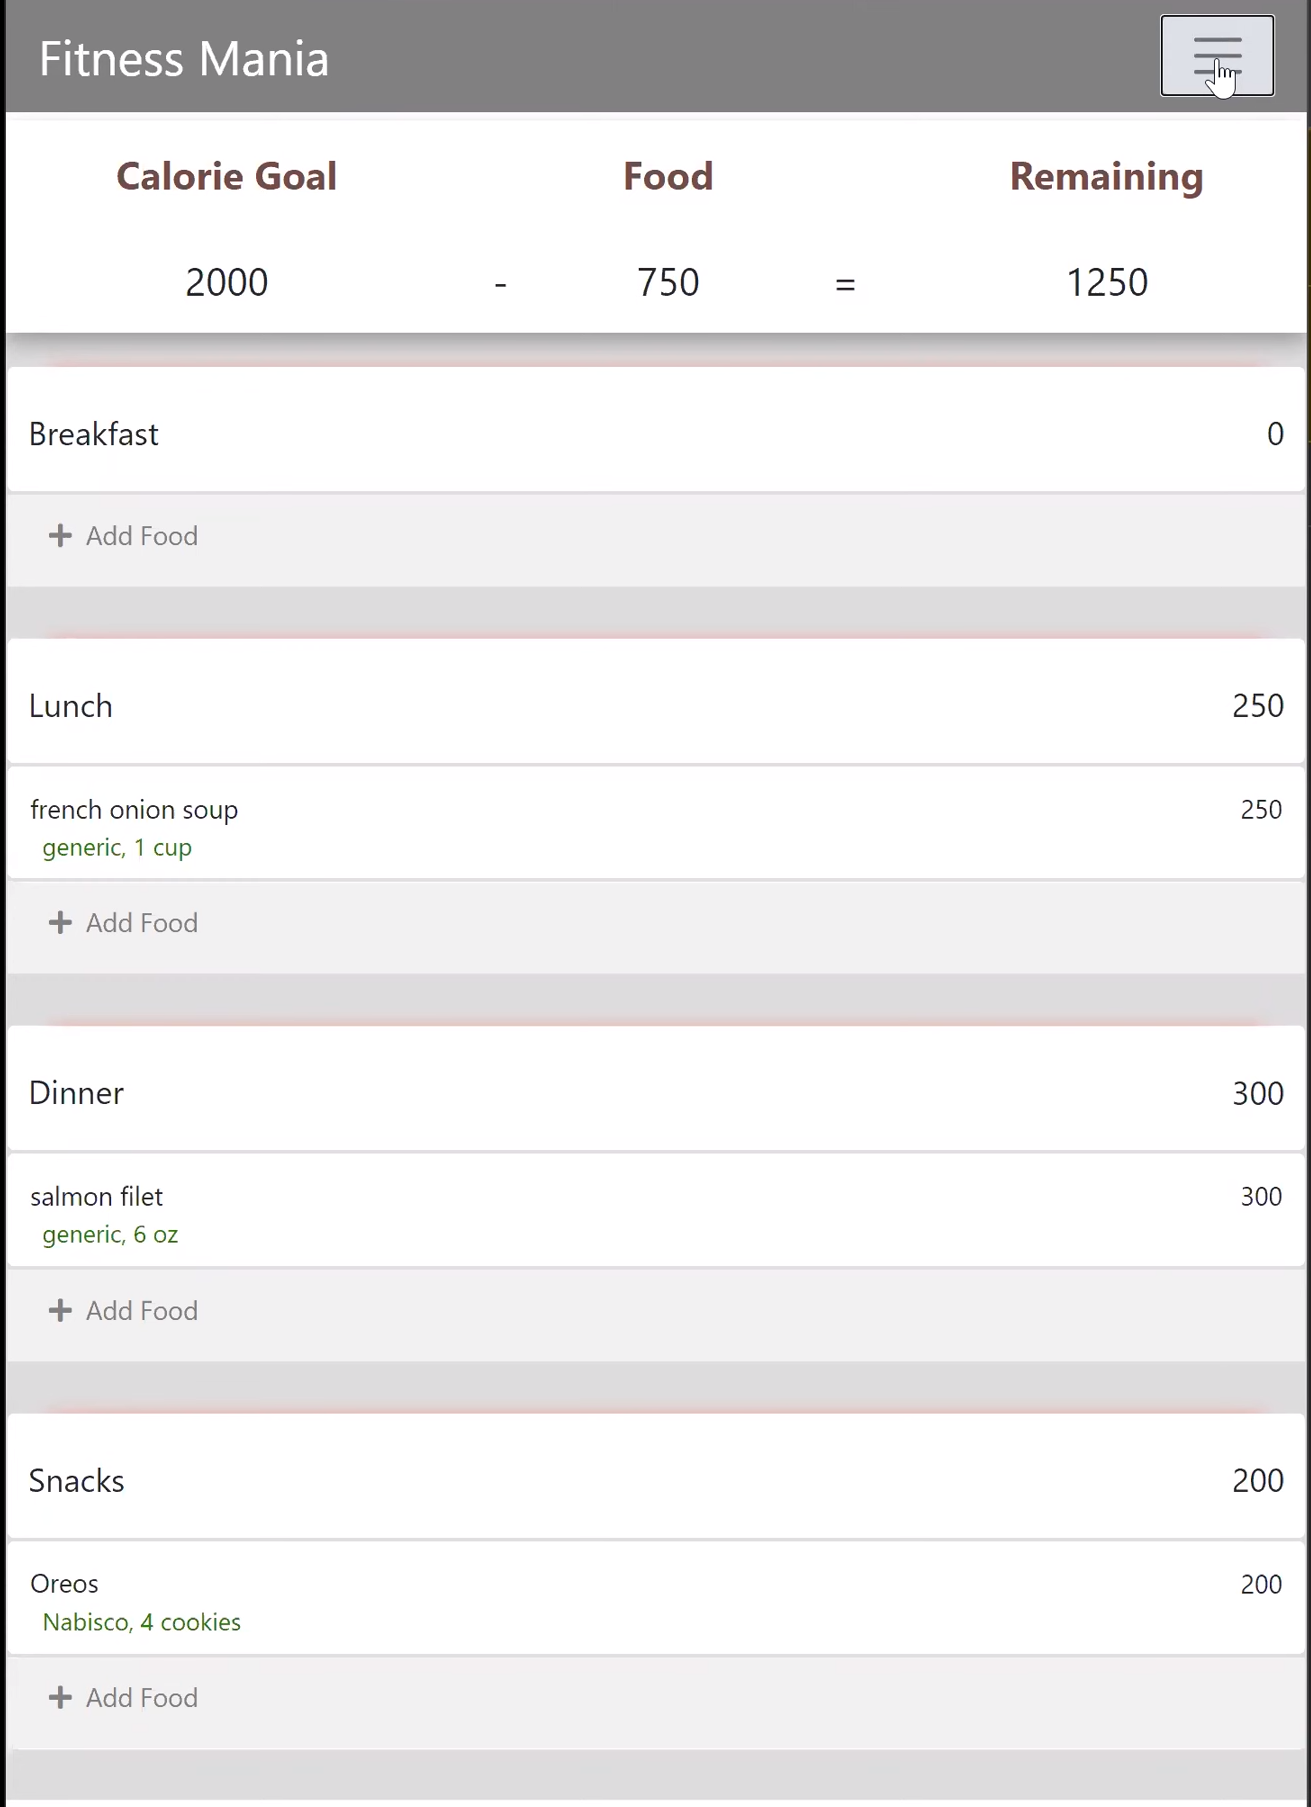 Fitness Mania
Calorie Goal Food Remaining
2000 - 750 = 1250
Breakfast 0
+ Add Food
Lunch 250
french onion soup 250
generic, 1 cup
+ Add Food
Dinner 300
salmon filet 300
generic, 6 oz
+ Add Food
Snacks 200
Oreos 200
Nabisco, 4 cookies
+ Add Food